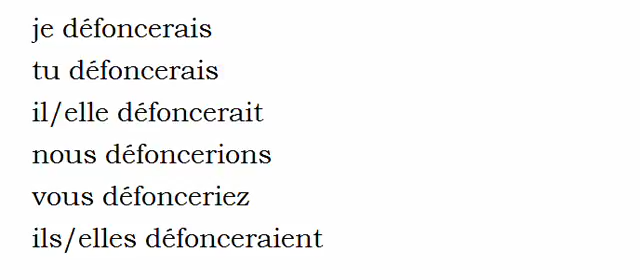 je défoncerais
tu défoncerais
il/elle défoncerait
nous défoncerions
vous défonceriez
ils/elles défonceraient